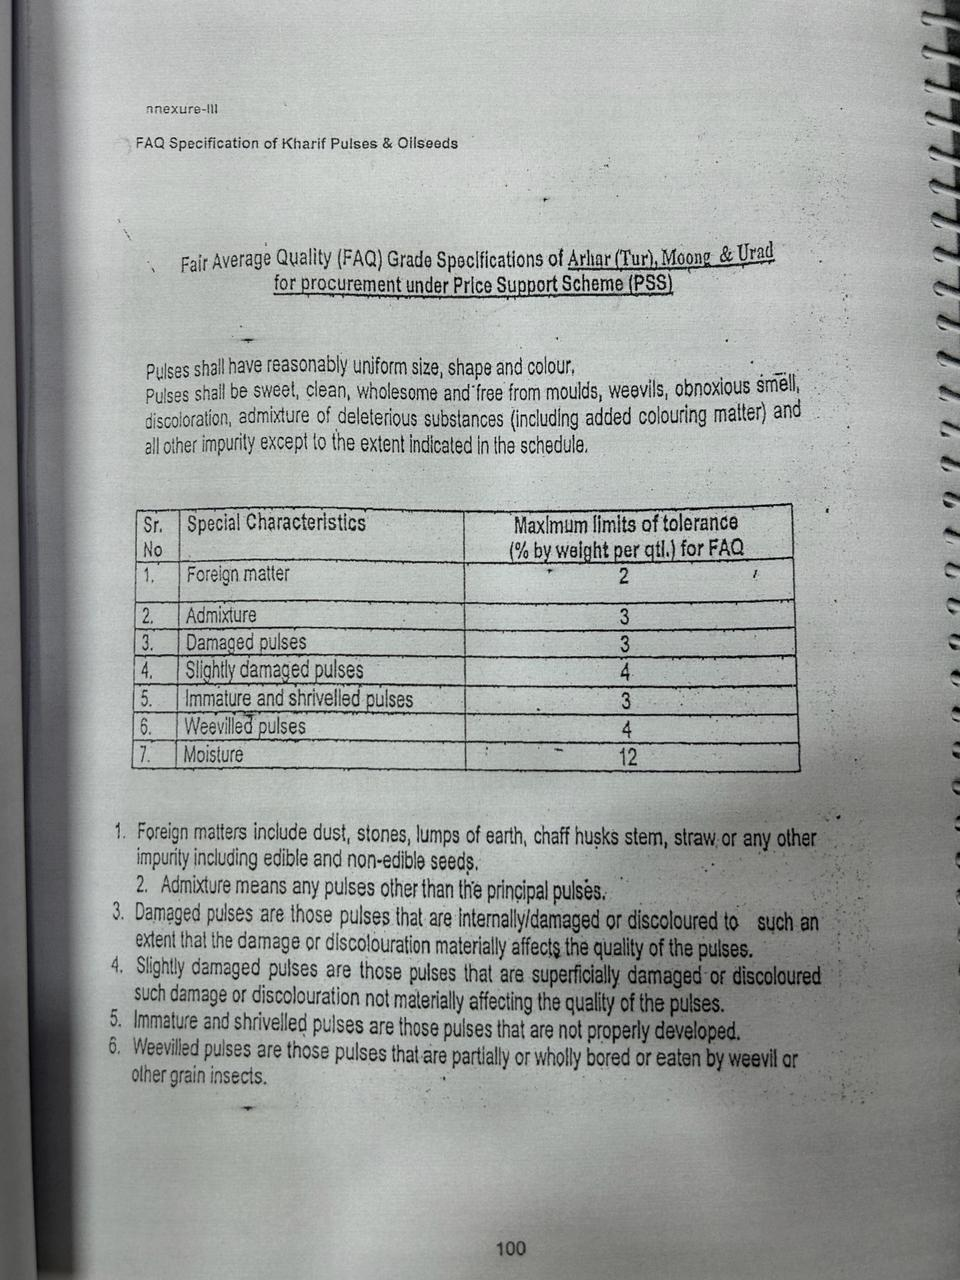 nnexure-III
FAQ Specification of Kharif Pulses & Oilseeds
Fair Average Quality (FAQ) Grade Specifications of Arhar (Tur), Moong & Urad
for procurement under Price Support Scheme (PSS)
Pulses shall have reasonably uniform size, shape and colour,
Pulses shall be sweet, clean, wholesome and free from moulds, weevils, obnoxious smell,
discoloration, admixture of deleterious substances (including added colouring matter) and
all other impurity except to the extent indicated in the schedule.
Sr. No Special Characteristics Maximum limits of tolerance (% by weight per qtl.) for FAQ
1. Foreign matter 2
2. Admixture 3
3. Damaged pulses 3
4. Slightly damaged pulses 4
5. Immature and shrivelled pulses 3
6. Weevilled pulses 4
7. Moisture 12
1. Foreign matters include dust, stones, lumps of earth, chaff husks stem, straw or any other
impurity including edible and non-edible seeds.
2. Admixture means any pulses other than the principal pulses.
3. Damaged pulses are those pulses that are internally/damaged or discoloured to such an
extent that the damage or discolouration materially affects the quality of the pulses.
4. Slightly damaged pulses are those pulses that are superficially damaged or discoloured
such damage or discolouration not materially affecting the quality of the pulses.
5. Immature and shrivelled pulses are those pulses that are not properly developed.
6. Weevilled pulses are those pulses that are partially or wholly bored or eaten by weevil or
other grain insects.
100